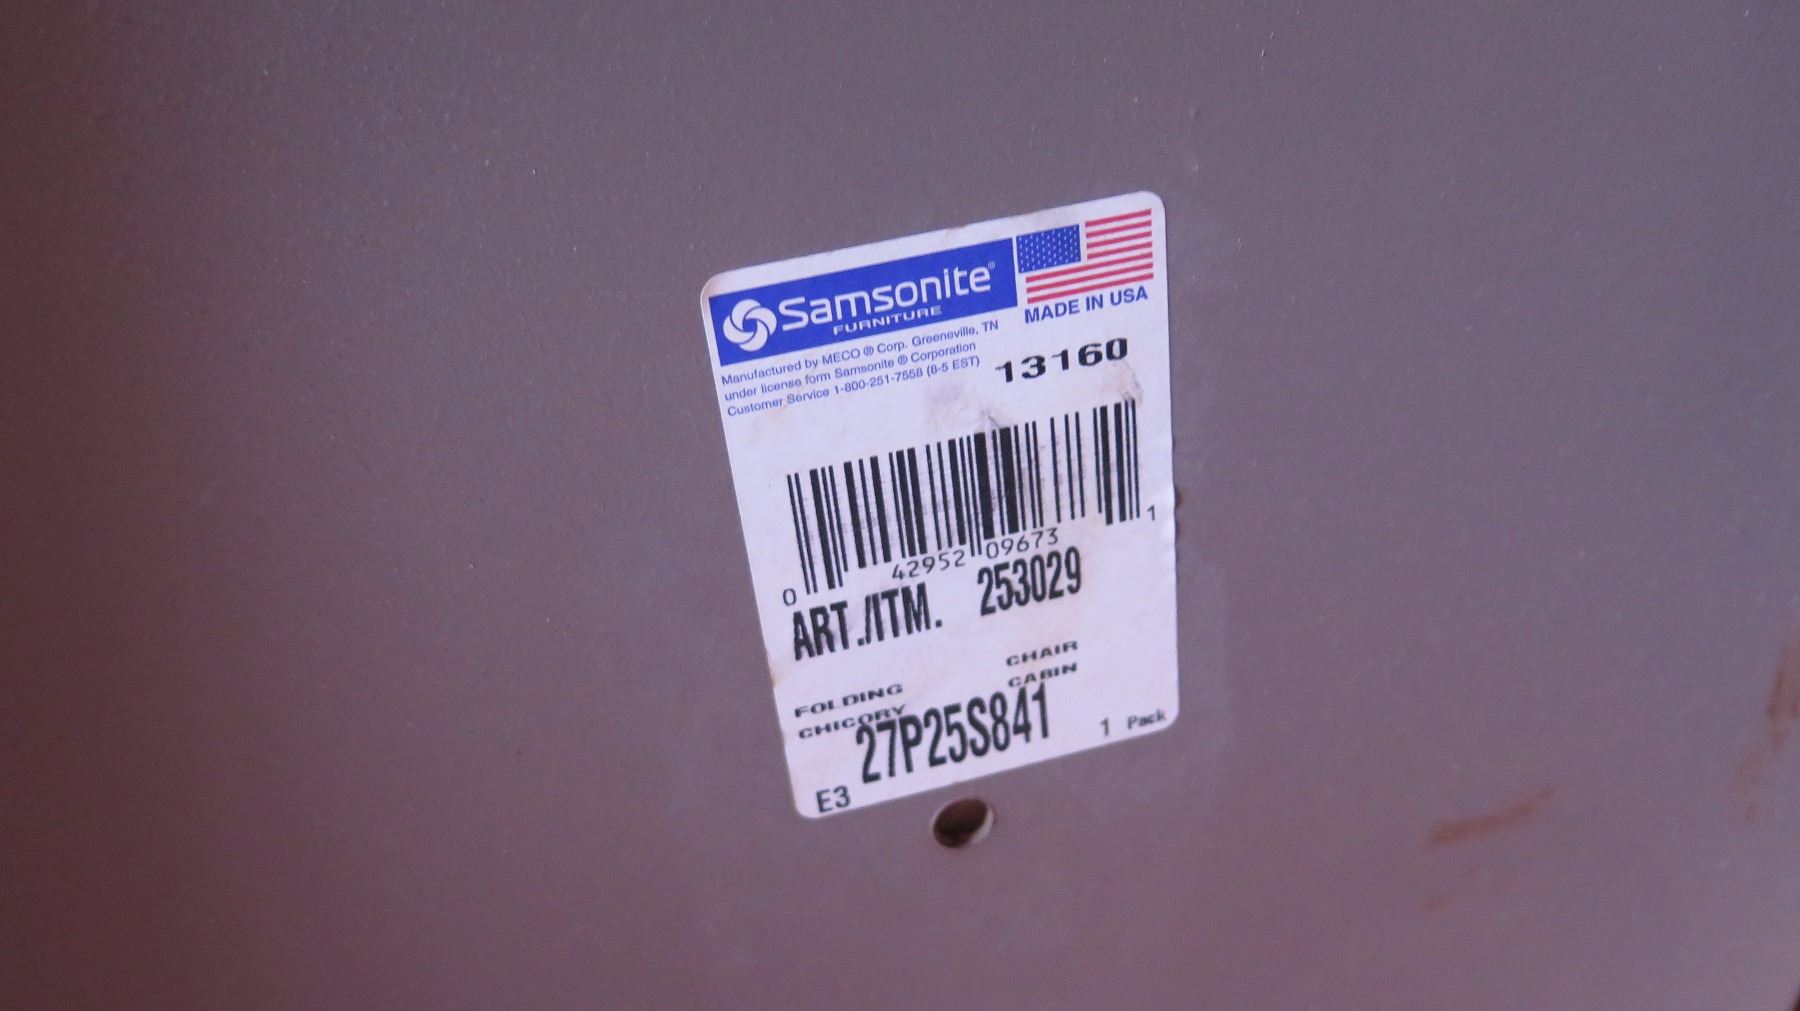 Samsonite®
FURNITURE
MADE IN USA
Manufactured by MECO ® Corp. Greeneville, TN
under license form Samsonite ® Corporation
Customer Service 1-800-251-7558 (8-5 EST)
13160
0 42952 09673 1
ART./ITM. 253029
FOLDING CHAIR
CHICORY CABIN
27P25S841
1 Pack
E3